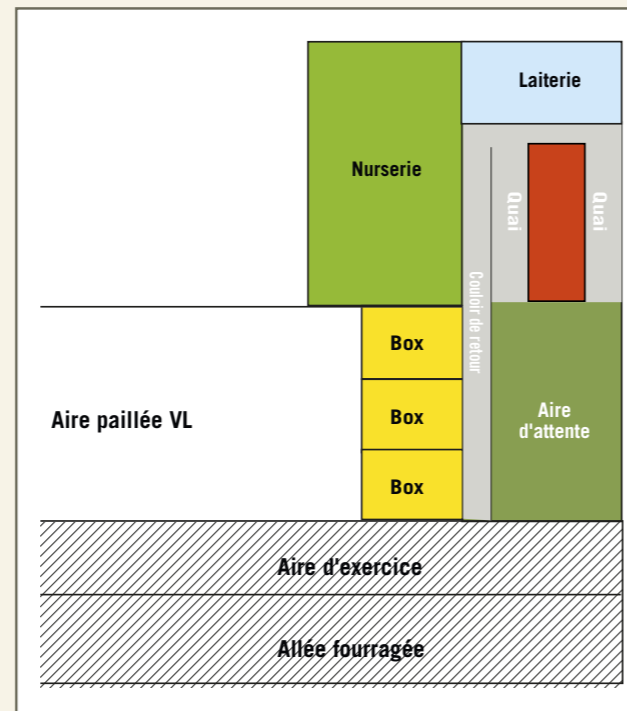 Laiterie
Nurserie
Quai
Quai
Couloir de retour
Box
Aire paillée VL
Box
Aire
d'attente
Box
Aire d'exercice
Allée fourragée